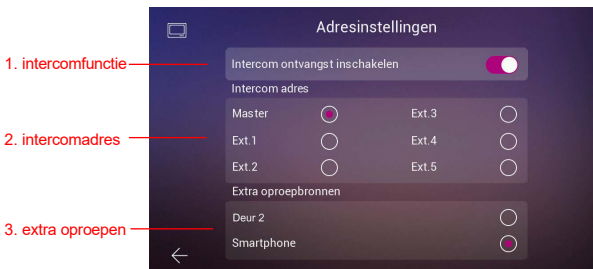 Adresinstellingen
1. intercomfunctie
Intercom ontvangst inschakelen
Intercom adres
Master
Ext.3
2. intercomadres
Ext.1
Ext.4
Ext.2
Ext.5
Extra oproepbronnen
Deur 2
3. extra oproepen
Smartphone